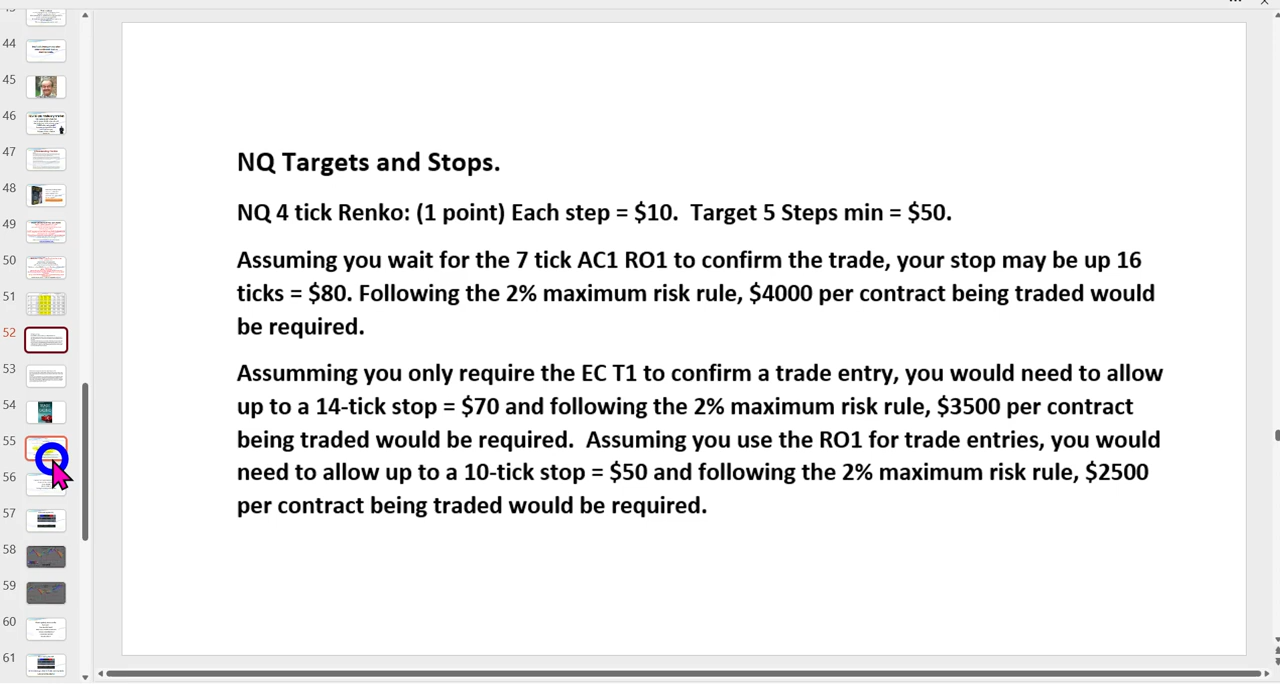 NQ Targets and Stops.
NQ 4 tick Renko: (1 point) Each step = $10.  Target 5 Steps min = $50.
Assuming you wait for the 7 tick AC1 RO1 to confirm the trade, your stop may be up 16
ticks = $80. Following the 2% maximum risk rule, $4000 per contract being traded would
be required.
Assumming you only require the EC T1 to confirm a trade entry, you would need to allow
up to a 14-tick stop = $70 and following the 2% maximum risk rule, $3500 per contract
being traded would be required.  Assuming you use the RO1 for trade entries, you would
need to allow up to a 10-tick stop = $50 and following the 2% maximum risk rule, $2500
per contract being traded would be required.
44
45
46
47
48
49
50
51
52
53
54
55
56
57
58
59
60
61